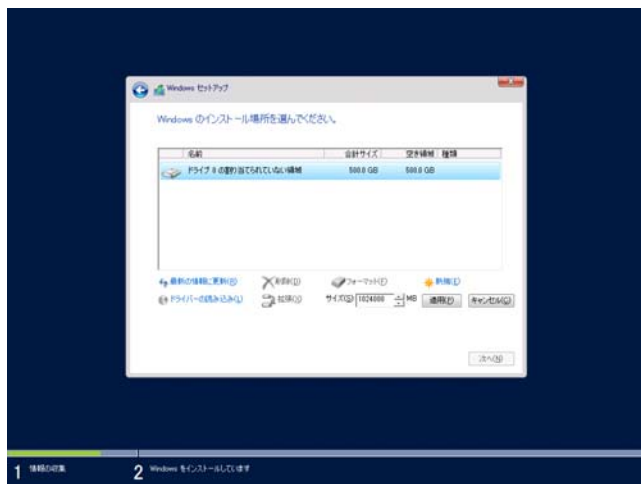 Windows セットアップ
Windows のインストール場所を選んでください。
名前 合計サイズ 空き領域 種類
ドライブ 0 の割り当てられていない領域 500.0 GB 500.0 GB
最新の情報に更新(R) 削除(D) フォーマット(F) 新規(E)
ドライバーの読み込み(L) 拡張(X) サイズ(S) 1024000 MB 適用(P) キャンセル(C)
次へ(N)
1 情報の収集 2 Windows をインストールしています